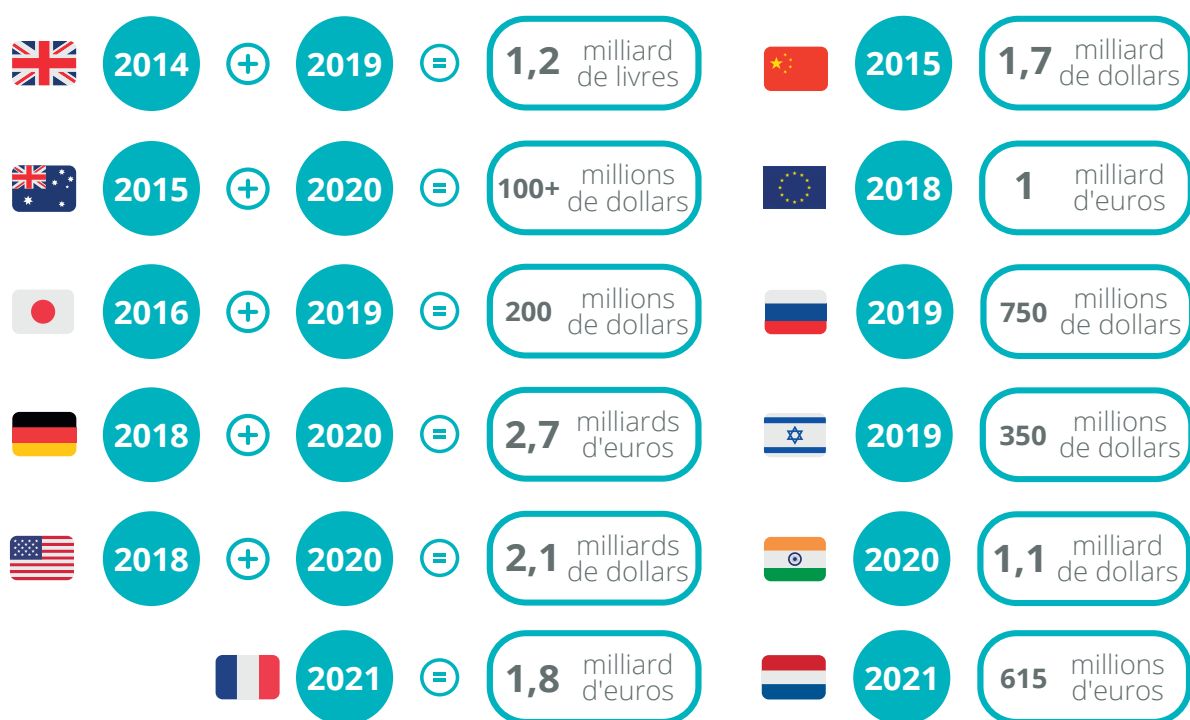 2014 + 2019 = 1,2 milliard de livres
2015 1,7 milliard de dollars
2015 + 2020 = 100+ millions de dollars
2018 1 milliard d'euros
2016 + 2019 = 200 millions de dollars
2019 750 millions de dollars
2018 + 2020 = 2,7 milliards d'euros
2019 350 millions de dollars
2018 + 2020 = 2,1 milliards de dollars
2020 1,1 milliard de dollars
2021 = 1,8 milliard d'euros
2021 615 millions d'euros